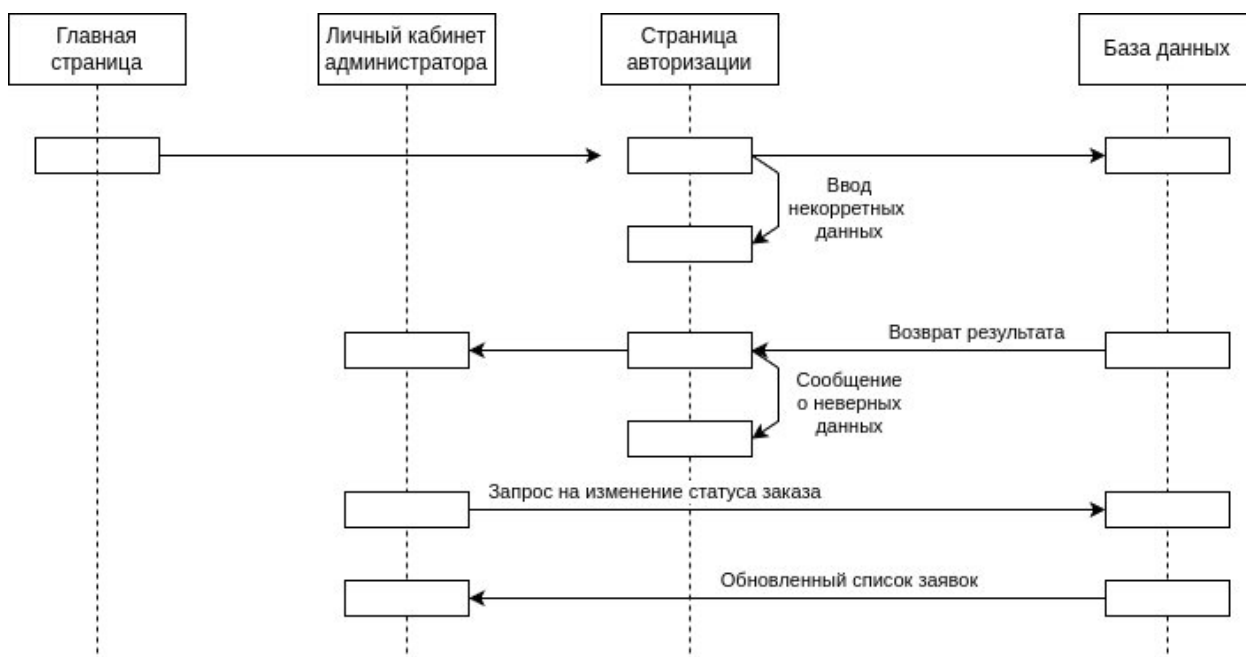 Главная
страница
Личный кабинет
администратора
Страница
авторизации
База данных
Ввод
некорретных
данных
Возврат результата
Сообщение
о неверных
данных
Запрос на изменение статуса заказа
Обновленный список заявок